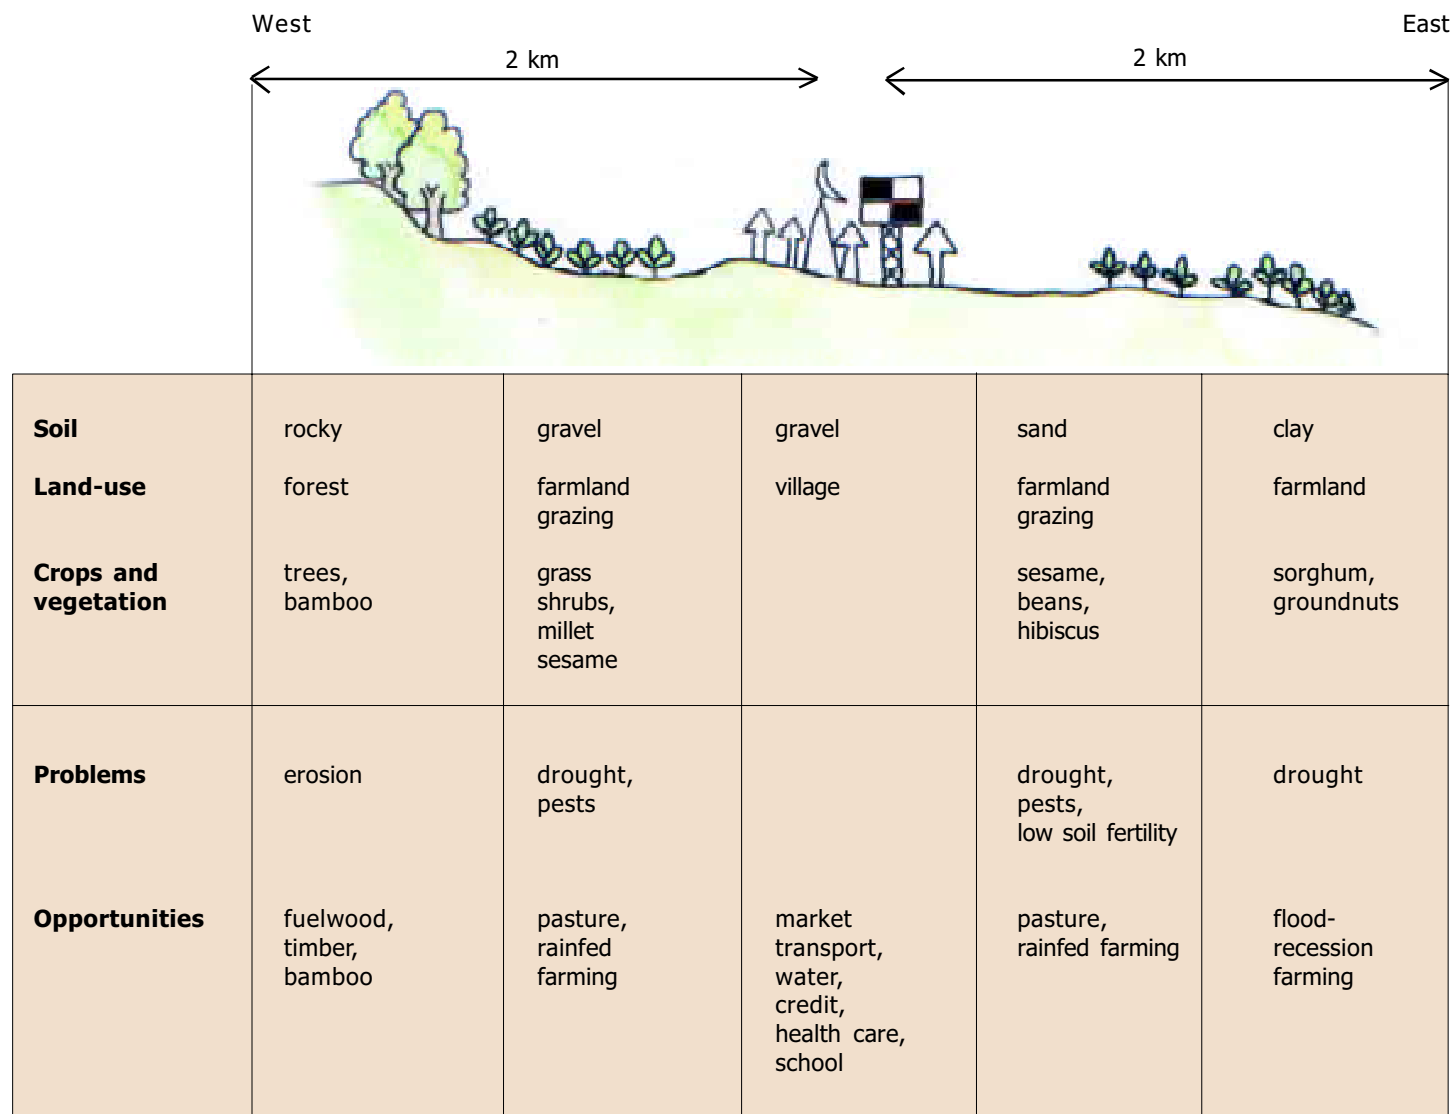 West
East
2 km
2 km
Soil
rocky
gravel
gravel
sand
clay
Land-use
forest
farmland
grazing
village
farmland
grazing
farmland
Crops and
vegetation
trees,
bamboo
grass
shrubs,
millet
sesame
sesame,
beans,
hibiscus
sorghum,
groundnuts
Problems
erosion
drought,
pests
drought,
pests,
low soil fertility
drought
Opportunities
fuelwood,
timber,
bamboo
pasture,
rainfed
farming
market
transport,
water,
credit,
health care,
school
pasture,
rainfed farming
flood-
recession
farming